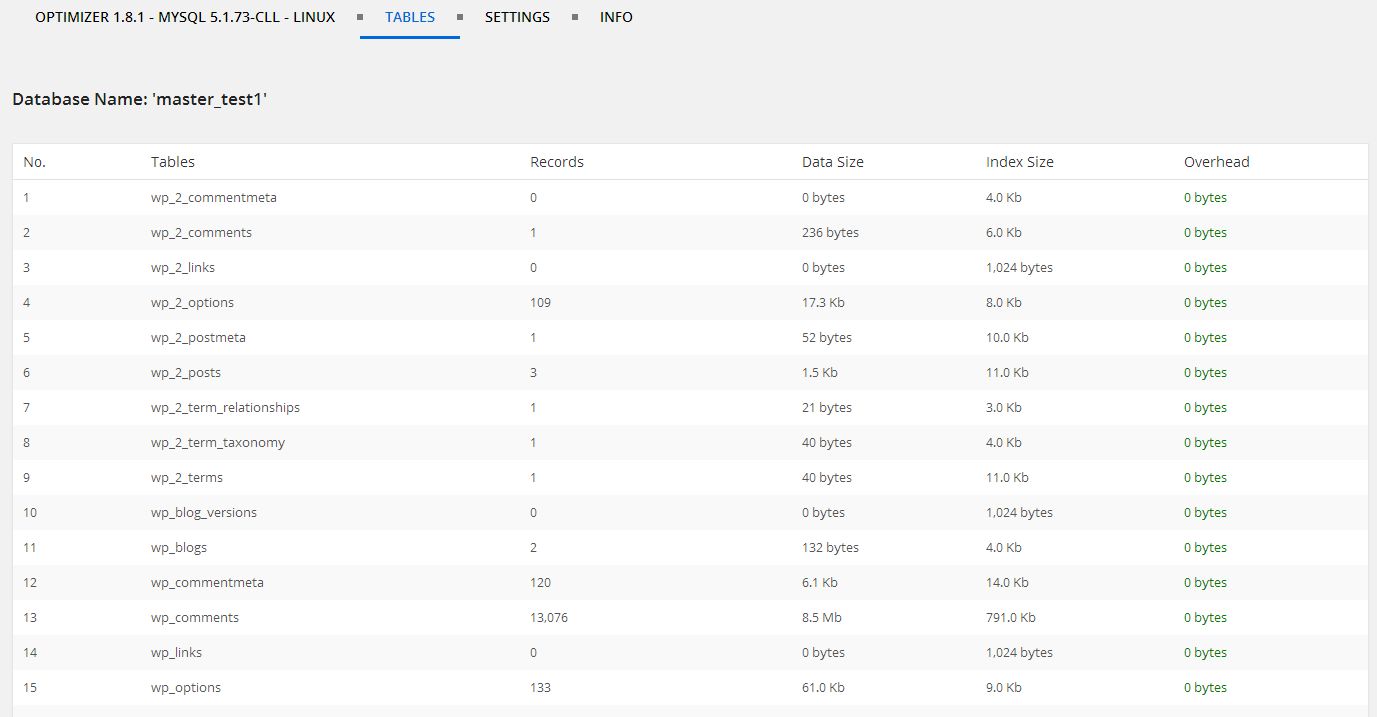 OPTIMIZER 1.8.1 - MYSQL 5.1.73-CLL - LINUX TABLES SETTINGS INFO
Database Name: 'master_test1'
No. Tables Records Data Size Index Size Overhead
1 wp_2_commentmeta 0 0 bytes 4.0 Kb 0 bytes
2 wp_2_comments 1 236 bytes 6.0 Kb 0 bytes
3 wp_2_links 0 0 bytes 1,024 bytes 0 bytes
4 wp_2_options 109 17.3 Kb 8.0 Kb 0 bytes
5 wp_2_postmeta 1 52 bytes 10.0 Kb 0 bytes
6 wp_2_posts 3 1.5 Kb 11.0 Kb 0 bytes
7 wp_2_term_relationships 1 21 bytes 3.0 Kb 0 bytes
8 wp_2_term_taxonomy 1 40 bytes 4.0 Kb 0 bytes
9 wp_2_terms 1 40 bytes 11.0 Kb 0 bytes
10 wp_blog_versions 0 0 bytes 1,024 bytes 0 bytes
11 wp_blogs 2 132 bytes 4.0 Kb 0 bytes
12 wp_commentmeta 120 6.1 Kb 14.0 Kb 0 bytes
13 wp_comments 13,076 8.5 Mb 791.0 Kb 0 bytes
14 wp_links 0 0 bytes 1,024 bytes 0 bytes
15 wp_options 133 61.0 Kb 9.0 Kb 0 bytes